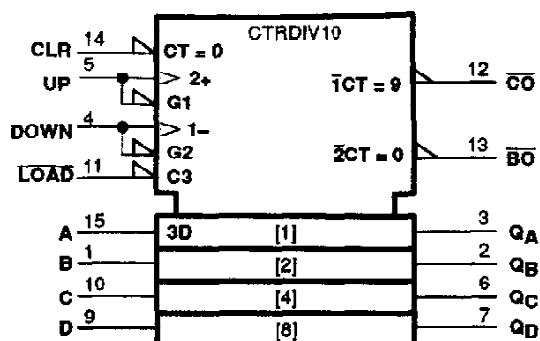 CTRDIV10
CLR 14 CT = 0
UP 5 2+
G1
DOWN 4 1−
G2
LOAD 11 C3
1CT = 9 12 CO
2CT = 0 13 BO
A 15 3D [1] 3 QA
B 1 [2] 2 QB
C 10 [4] 6 QC
D 9 [8] 7 QD